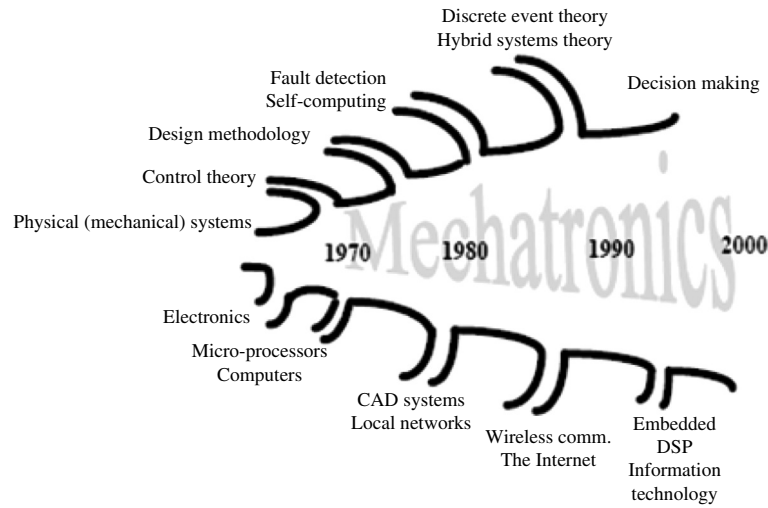 Discrete event theory
Hybrid systems theory
Fault detection
Self-computing
Decision making
Design methodology
Control theory
Physical (mechanical) systems
Mechatronics
1970
1980
1990
2000
Electronics
Micro-processors
Computers
CAD systems
Local networks
Wireless comm.
The Internet
Embedded
DSP
Information
technology